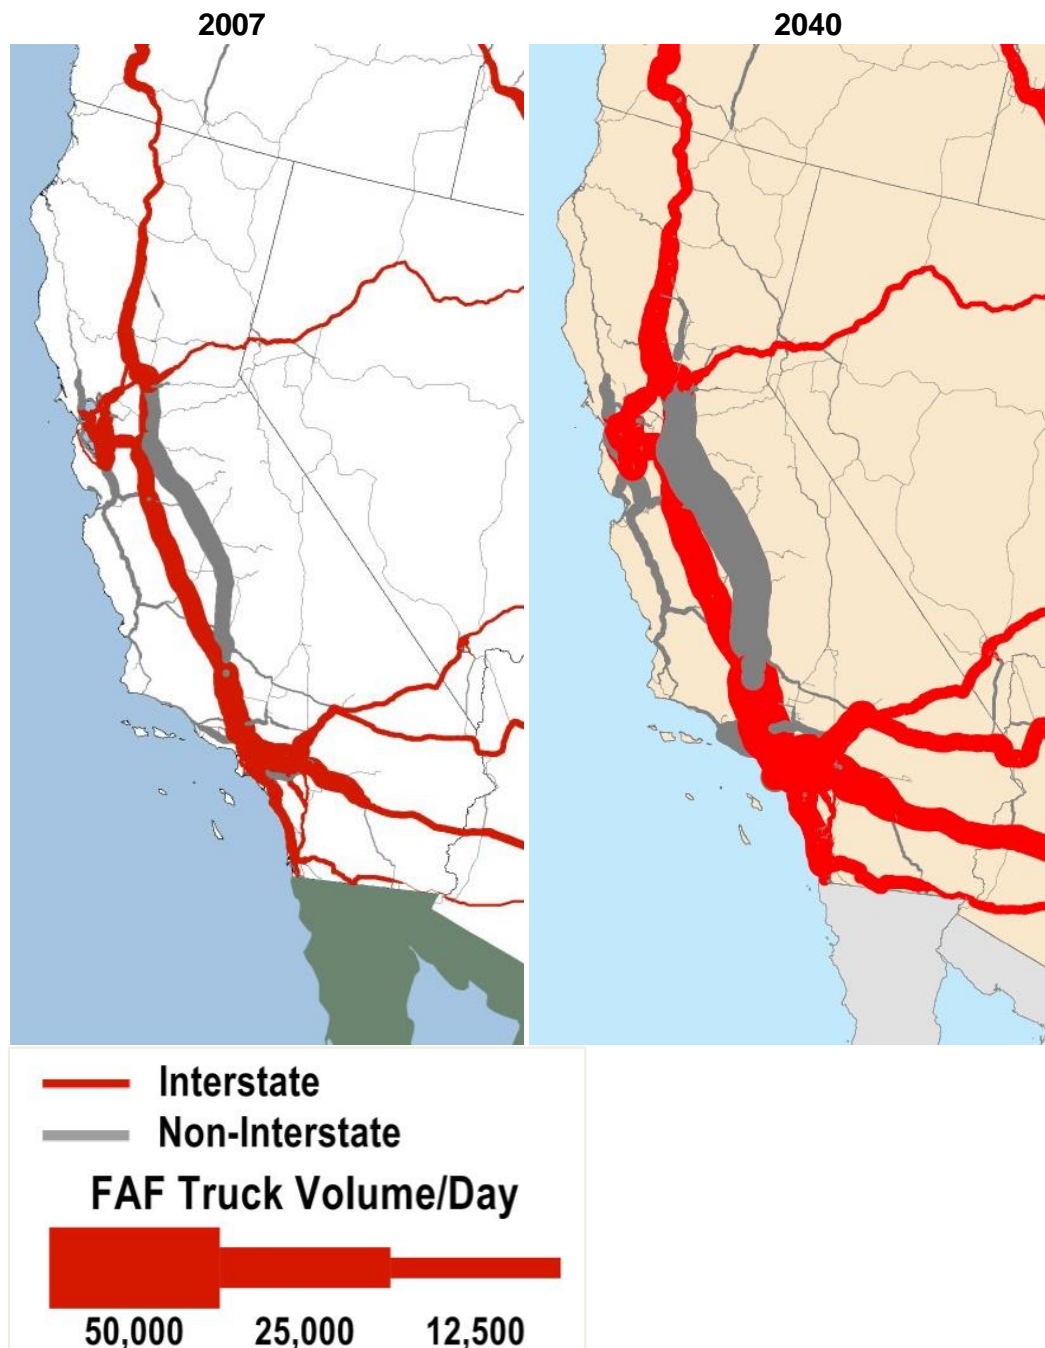 2007 2040
Interstate
Non-Interstate
FAF Truck Volume/Day
50,000 25,000 12,500